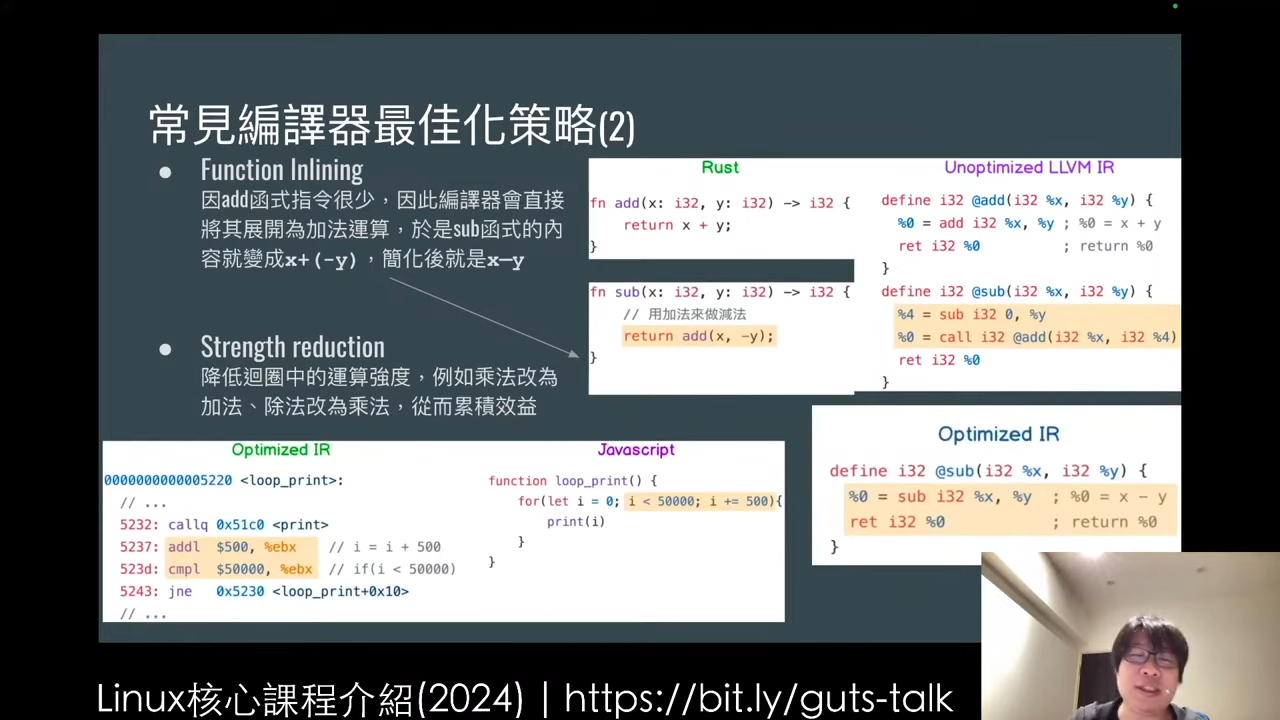 常見編譯器最佳化策略(2)
● Function Inlining
因add函式指令很少，因此編譯器會直接
將其展開為加法運算，於是sub函式的內
容就變成x+(-y)，簡化後就是x—y
● Strength reduction
降低迴圈中的運算強度，例如乘法改為
加法、除法改為乘法，從而累積效益
Rust
fn add(x: i32, y: i32) -> i32 {
return x + y;
}
fn sub(x: i32, y: i32) -> i32 {
// 用加法來做減法
return add(x, -y);
}
Unoptimized LLVM IR
define i32 @add(i32 %x, i32 %y) {
%0 = add i32 %x, %y ; %0 = x + y
ret i32 %0 ; return %0
}
define i32 @sub(i32 %x, i32 %y) {
%4 = sub i32 0, %y
%0 = call i32 @add(i32 %x, i32 %4)
ret i32 %0
}
Optimized IR
define i32 @sub(i32 %x, i32 %y) {
%0 = sub i32 %x, %y ; %0 = x - y
ret i32 %0 ; return %0
}
Optimized IR
0000000000005220 <loop_print>:
// ...
5232: callq 0x51c0 <print>
5237: addl $500, %ebx // i = i + 500
523d: cmpl $50000, %ebx // if(i < 50000)
5243: jne 0x5230 <loop_print+0x10>
// ...
Javascript
function loop_print() {
for(let i = 0; i < 50000; i += 500){
print(i)
}
}
Linux核心課程介紹(2024) | https://bit.ly/guts-talk